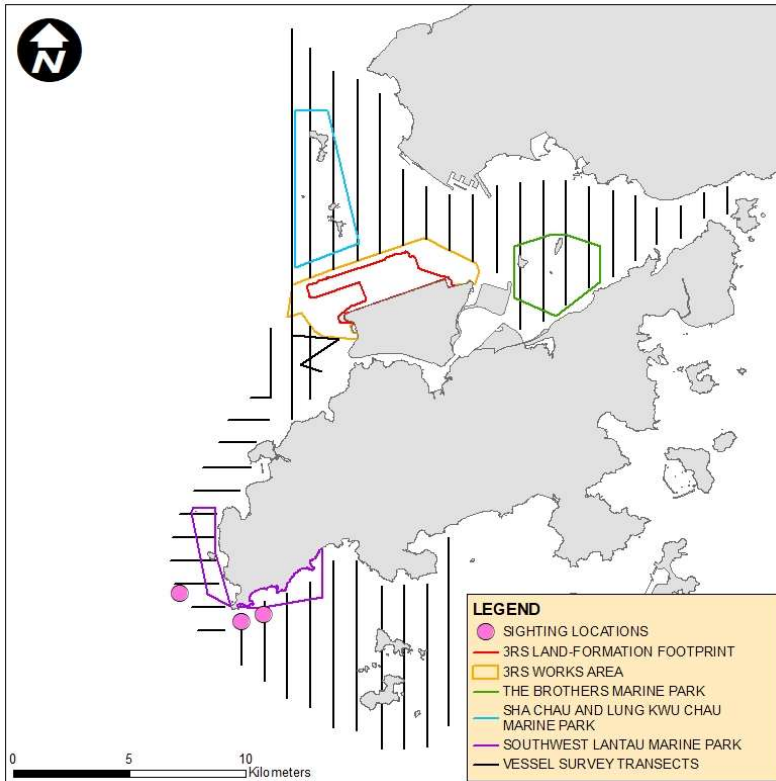 N
LEGEND
SIGHTING LOCATIONS
3RS LAND-FORMATION FOOTPRINT
3RS WORKS AREA
THE BROTHERS MARINE PARK
SHA CHAU AND LUNG KWU CHAU
MARINE PARK
SOUTHWEST LANTAU MARINE PARK
VESSEL SURVEY TRANSECTS
0 5 10
Kilometers